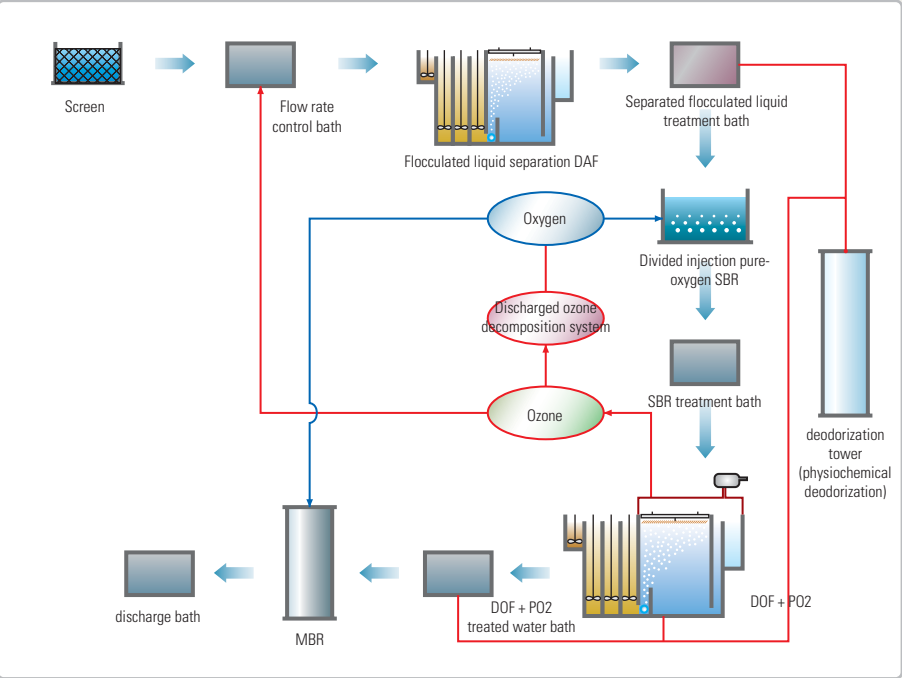 Screen
Flow rate
control bath
Flocculated liquid separation DAF
Separated flocculated liquid
treatment bath
Oxygen
Divided injection pure-
oxygen SBR
Discharged ozone
decomposition system
SBR treatment bath
Ozone
deodorization
tower
(physiochemical
deodorization)
DOF + PO2
DOF + PO2
treated water bath
MBR
discharge bath